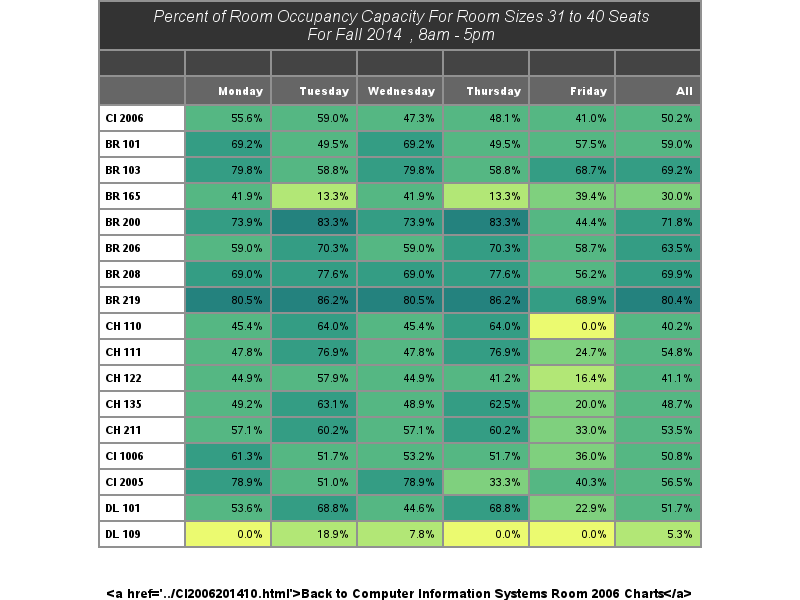 Percent of Room Occupancy Capacity For Room Sizes 31 to 40 Seats
For Fall 2014 , 8am - 5pm
Monday Tuesday Wednesday Thursday Friday All
CI 2006 55.6% 59.0% 47.3% 48.1% 41.0% 50.2%
BR 101 69.2% 49.5% 69.2% 49.5% 57.5% 59.0%
BR 103 79.8% 58.8% 79.8% 58.8% 68.7% 69.2%
BR 165 41.9% 13.3% 41.9% 13.3% 39.4% 30.0%
BR 200 73.9% 83.3% 73.9% 83.3% 44.4% 71.8%
BR 206 59.0% 70.3% 59.0% 70.3% 58.7% 63.5%
BR 208 69.0% 77.6% 69.0% 77.6% 56.2% 69.9%
BR 219 80.5% 86.2% 80.5% 86.2% 68.9% 80.4%
CH 110 45.4% 64.0% 45.4% 64.0% 0.0% 40.2%
CH 111 47.8% 76.9% 47.8% 76.9% 24.7% 54.8%
CH 122 44.9% 57.9% 44.9% 41.2% 16.4% 41.1%
CH 135 49.2% 63.1% 48.9% 62.5% 20.0% 48.7%
CH 211 57.1% 60.2% 57.1% 60.2% 33.0% 53.5%
CI 1006 61.3% 51.7% 53.2% 51.7% 36.0% 50.8%
CI 2005 78.9% 51.0% 78.9% 33.3% 40.3% 56.5%
DL 101 53.6% 68.8% 44.6% 68.8% 22.9% 51.7%
DL 109 0.0% 18.9% 7.8% 0.0% 0.0% 5.3%
<a href='../CI2006201410.html'>Back to Computer Information Systems Room 2006 Charts</a>